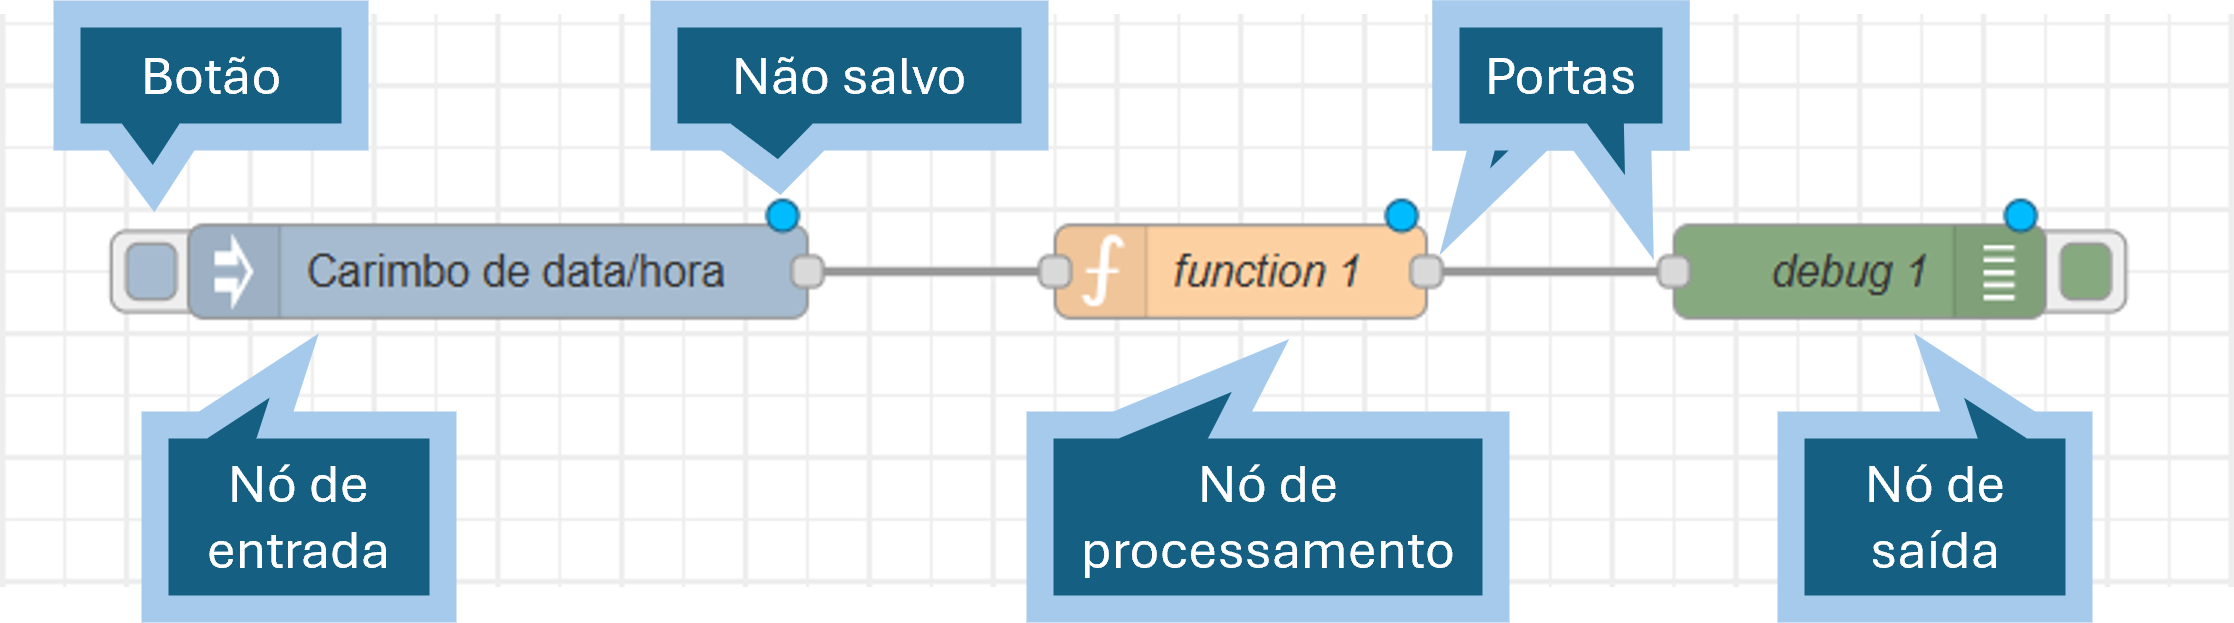 Botão
Não salvo
Portas
Carimbo de data/hora
function 1
debug 1
Nó de
entrada
Nó de
processamento
Nó de
saída